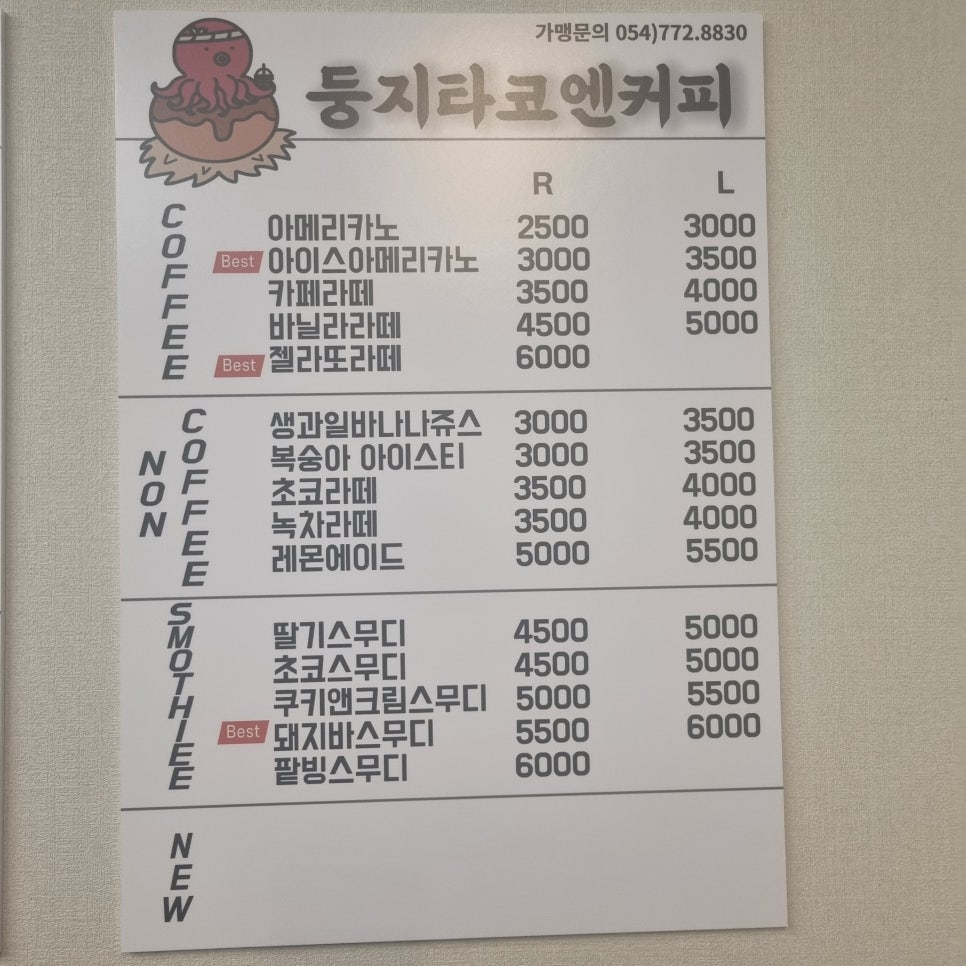 가맹문의 054)772.8830
둥지타코엔커피
R L
COFFEE
아메리카노 2500 3000
Best 아이스아메리카노 3000 3500
카페라떼 3500 4000
바닐라라떼 4500 5000
Best 젤라또라떼 6000
NON COFFEE
생과일바나나쥬스 3000 3500
복숭아 아이스티 3000 3500
초코라떼 3500 4000
녹차라떼 3500 4000
레몬에이드 5000 5500
SMOTHIEE
딸기스무디 4500 5000
초코스무디 4500 5000
쿠키앤크림스무디 5000 5500
Best 돼지바스무디 5500 6000
팥빙스무디 6000
NEW